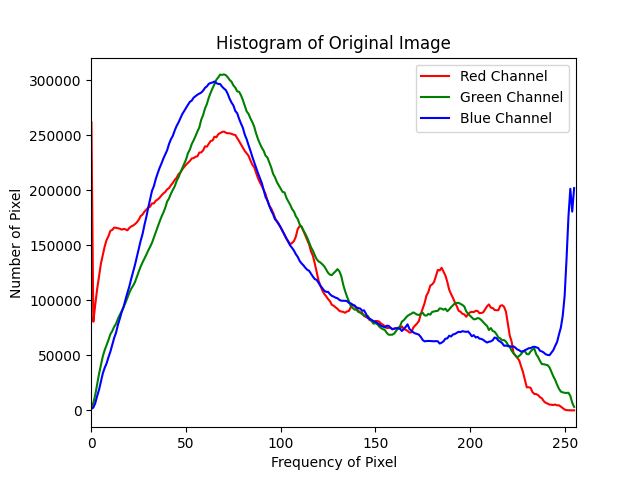 Histogram of Original Image
Red Channel
Green Channel
Blue Channel
Number of Pixel
300000
250000
200000
150000
100000
50000
0
0 50 100 150 200 250
Frequency of Pixel